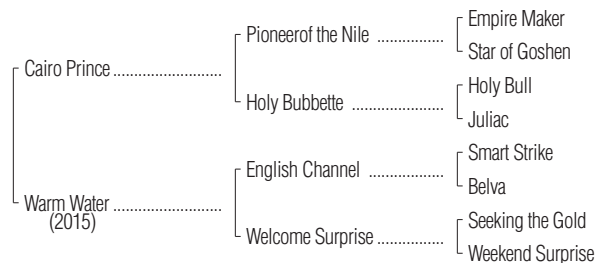 Empire Maker
Pioneerof the Nile ................
Star of Goshen
Cairo Prince ..........................
Holy Bull
Holy Bubbette ......................
Juliac
Smart Strike
English Channel ..................
Belva
Warm Water ..........................
(2015)
Seeking the Gold
Welcome Surprise ................
Weekend Surprise